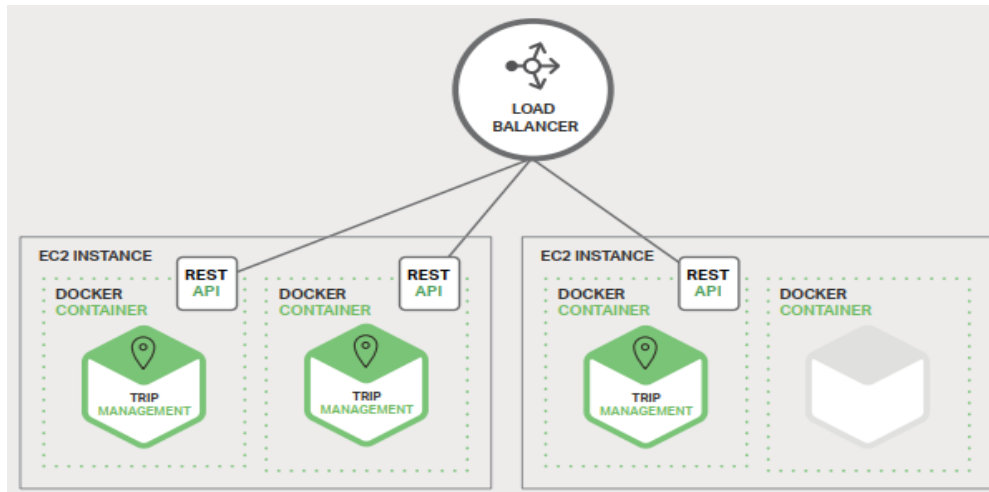 LOAD
BALANCER
EC2 INSTANCE
REST
API
DOCKER
CONTAINER
TRIP
MANAGEMENT
REST
API
DOCKER
CONTAINER
TRIP
MANAGEMENT
EC2 INSTANCE
REST
API
DOCKER
CONTAINER
TRIP
MANAGEMENT
DOCKER
CONTAINER